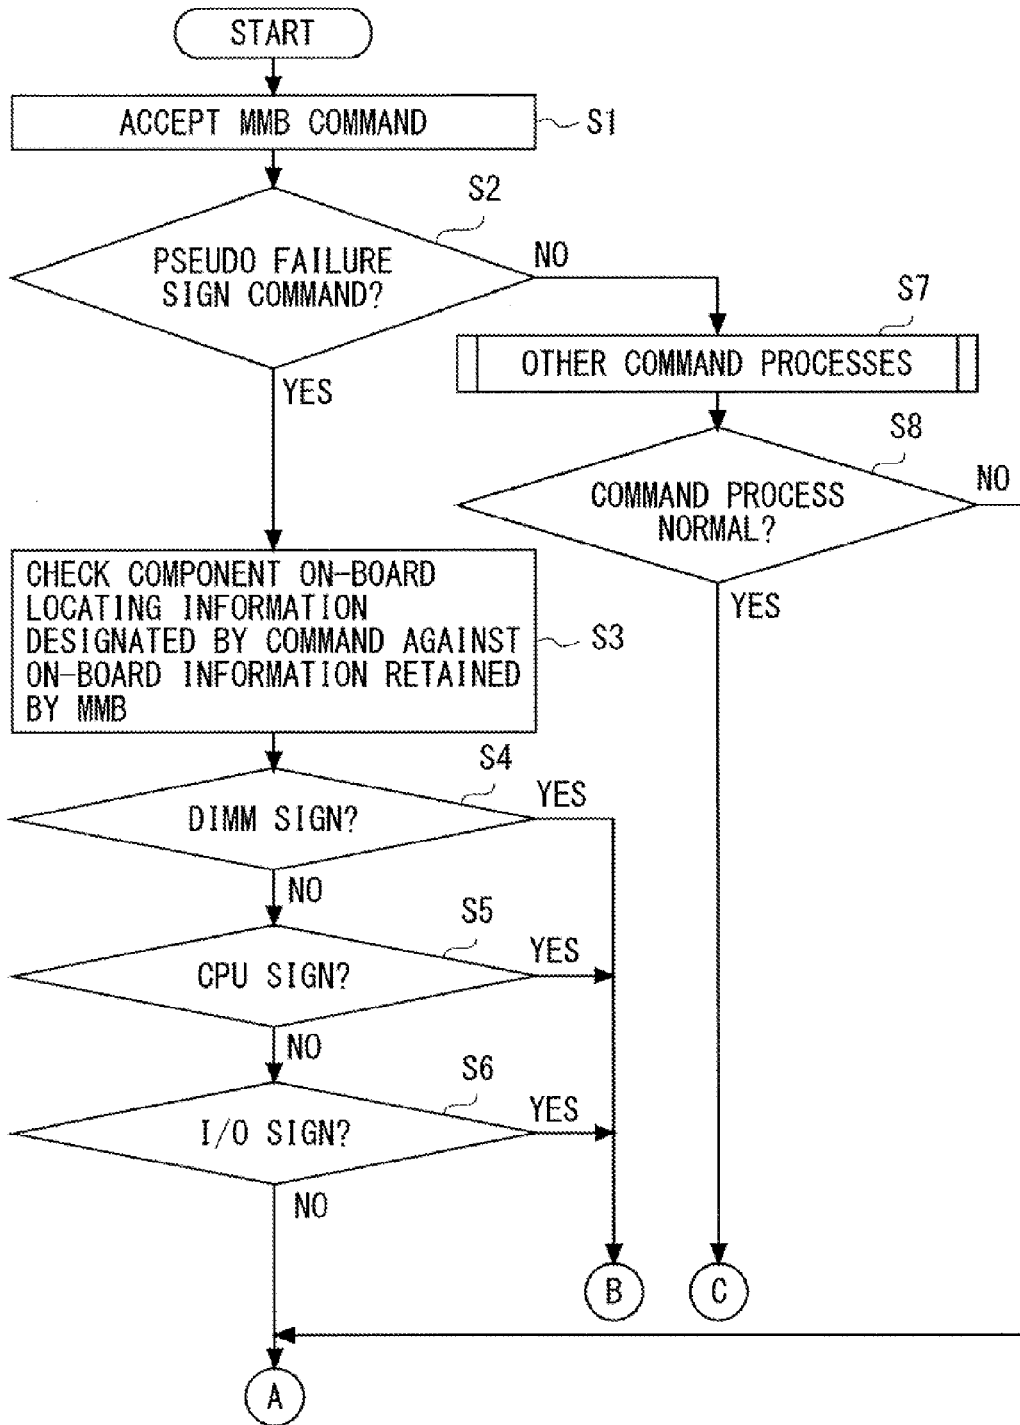 START
ACCEPT MMB COMMAND
S1
S2
PSEUDO FAILURE
SIGN COMMAND?
NO
YES
S7
OTHER COMMAND PROCESSES
S8
COMMAND PROCESS
NORMAL?
NO
YES
CHECK COMPONENT ON-BOARD
LOCATING INFORMATION
DESIGNATED BY COMMAND AGAINST
ON-BOARD INFORMATION RETAINED
BY MMB
S3
S4
DIMM SIGN?
YES
NO
S5
CPU SIGN?
YES
NO
S6
I/O SIGN?
YES
NO
B
C
A